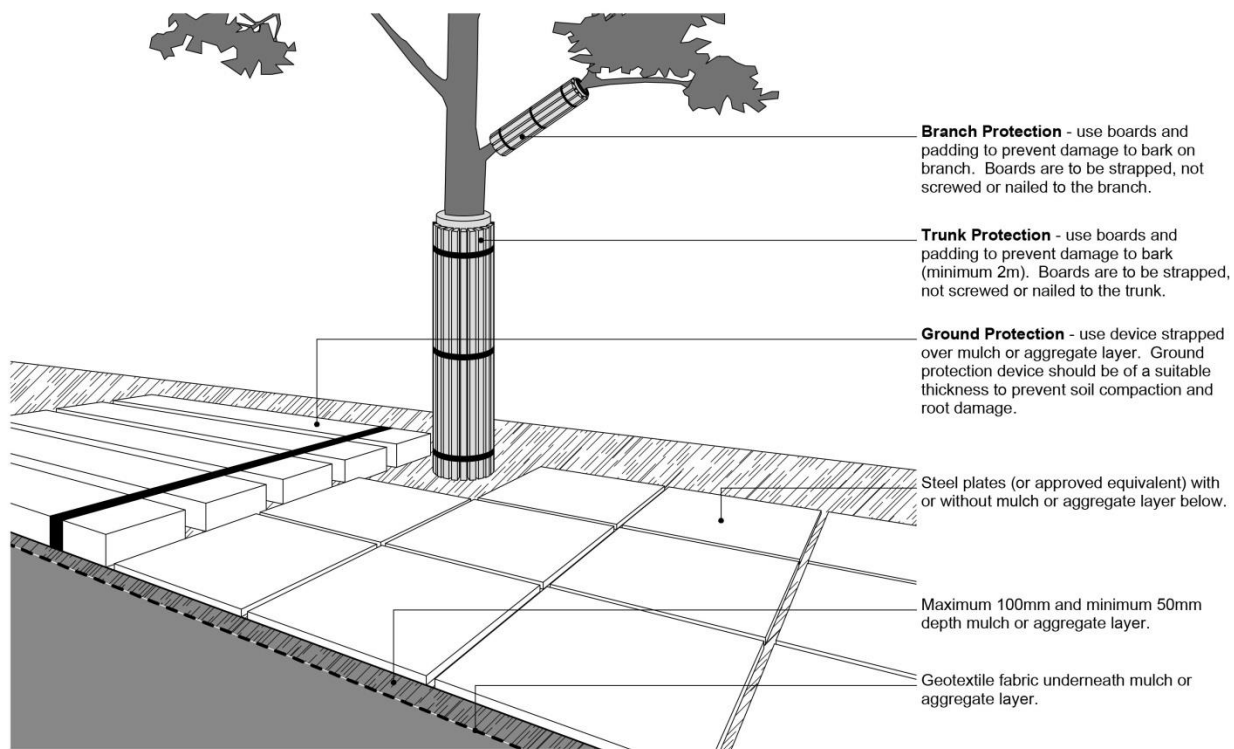 Branch Protection - use boards and
padding to prevent damage to bark on
branch. Boards are to be strapped, not
screwed or nailed to the branch.
Trunk Protection - use boards and
padding to prevent damage to bark
(minimum 2m). Boards are to be strapped,
not screwed or nailed to the trunk.
Ground Protection - use device strapped
over mulch or aggregate layer. Ground
protection device should be of a suitable
thickness to prevent soil compaction and
root damage.
Steel plates (or approved equivalent) with
or without mulch or aggregate layer below.
Maximum 100mm and minimum 50mm
depth mulch or aggregate layer.
Geotextile fabric underneath mulch or
aggregate layer.